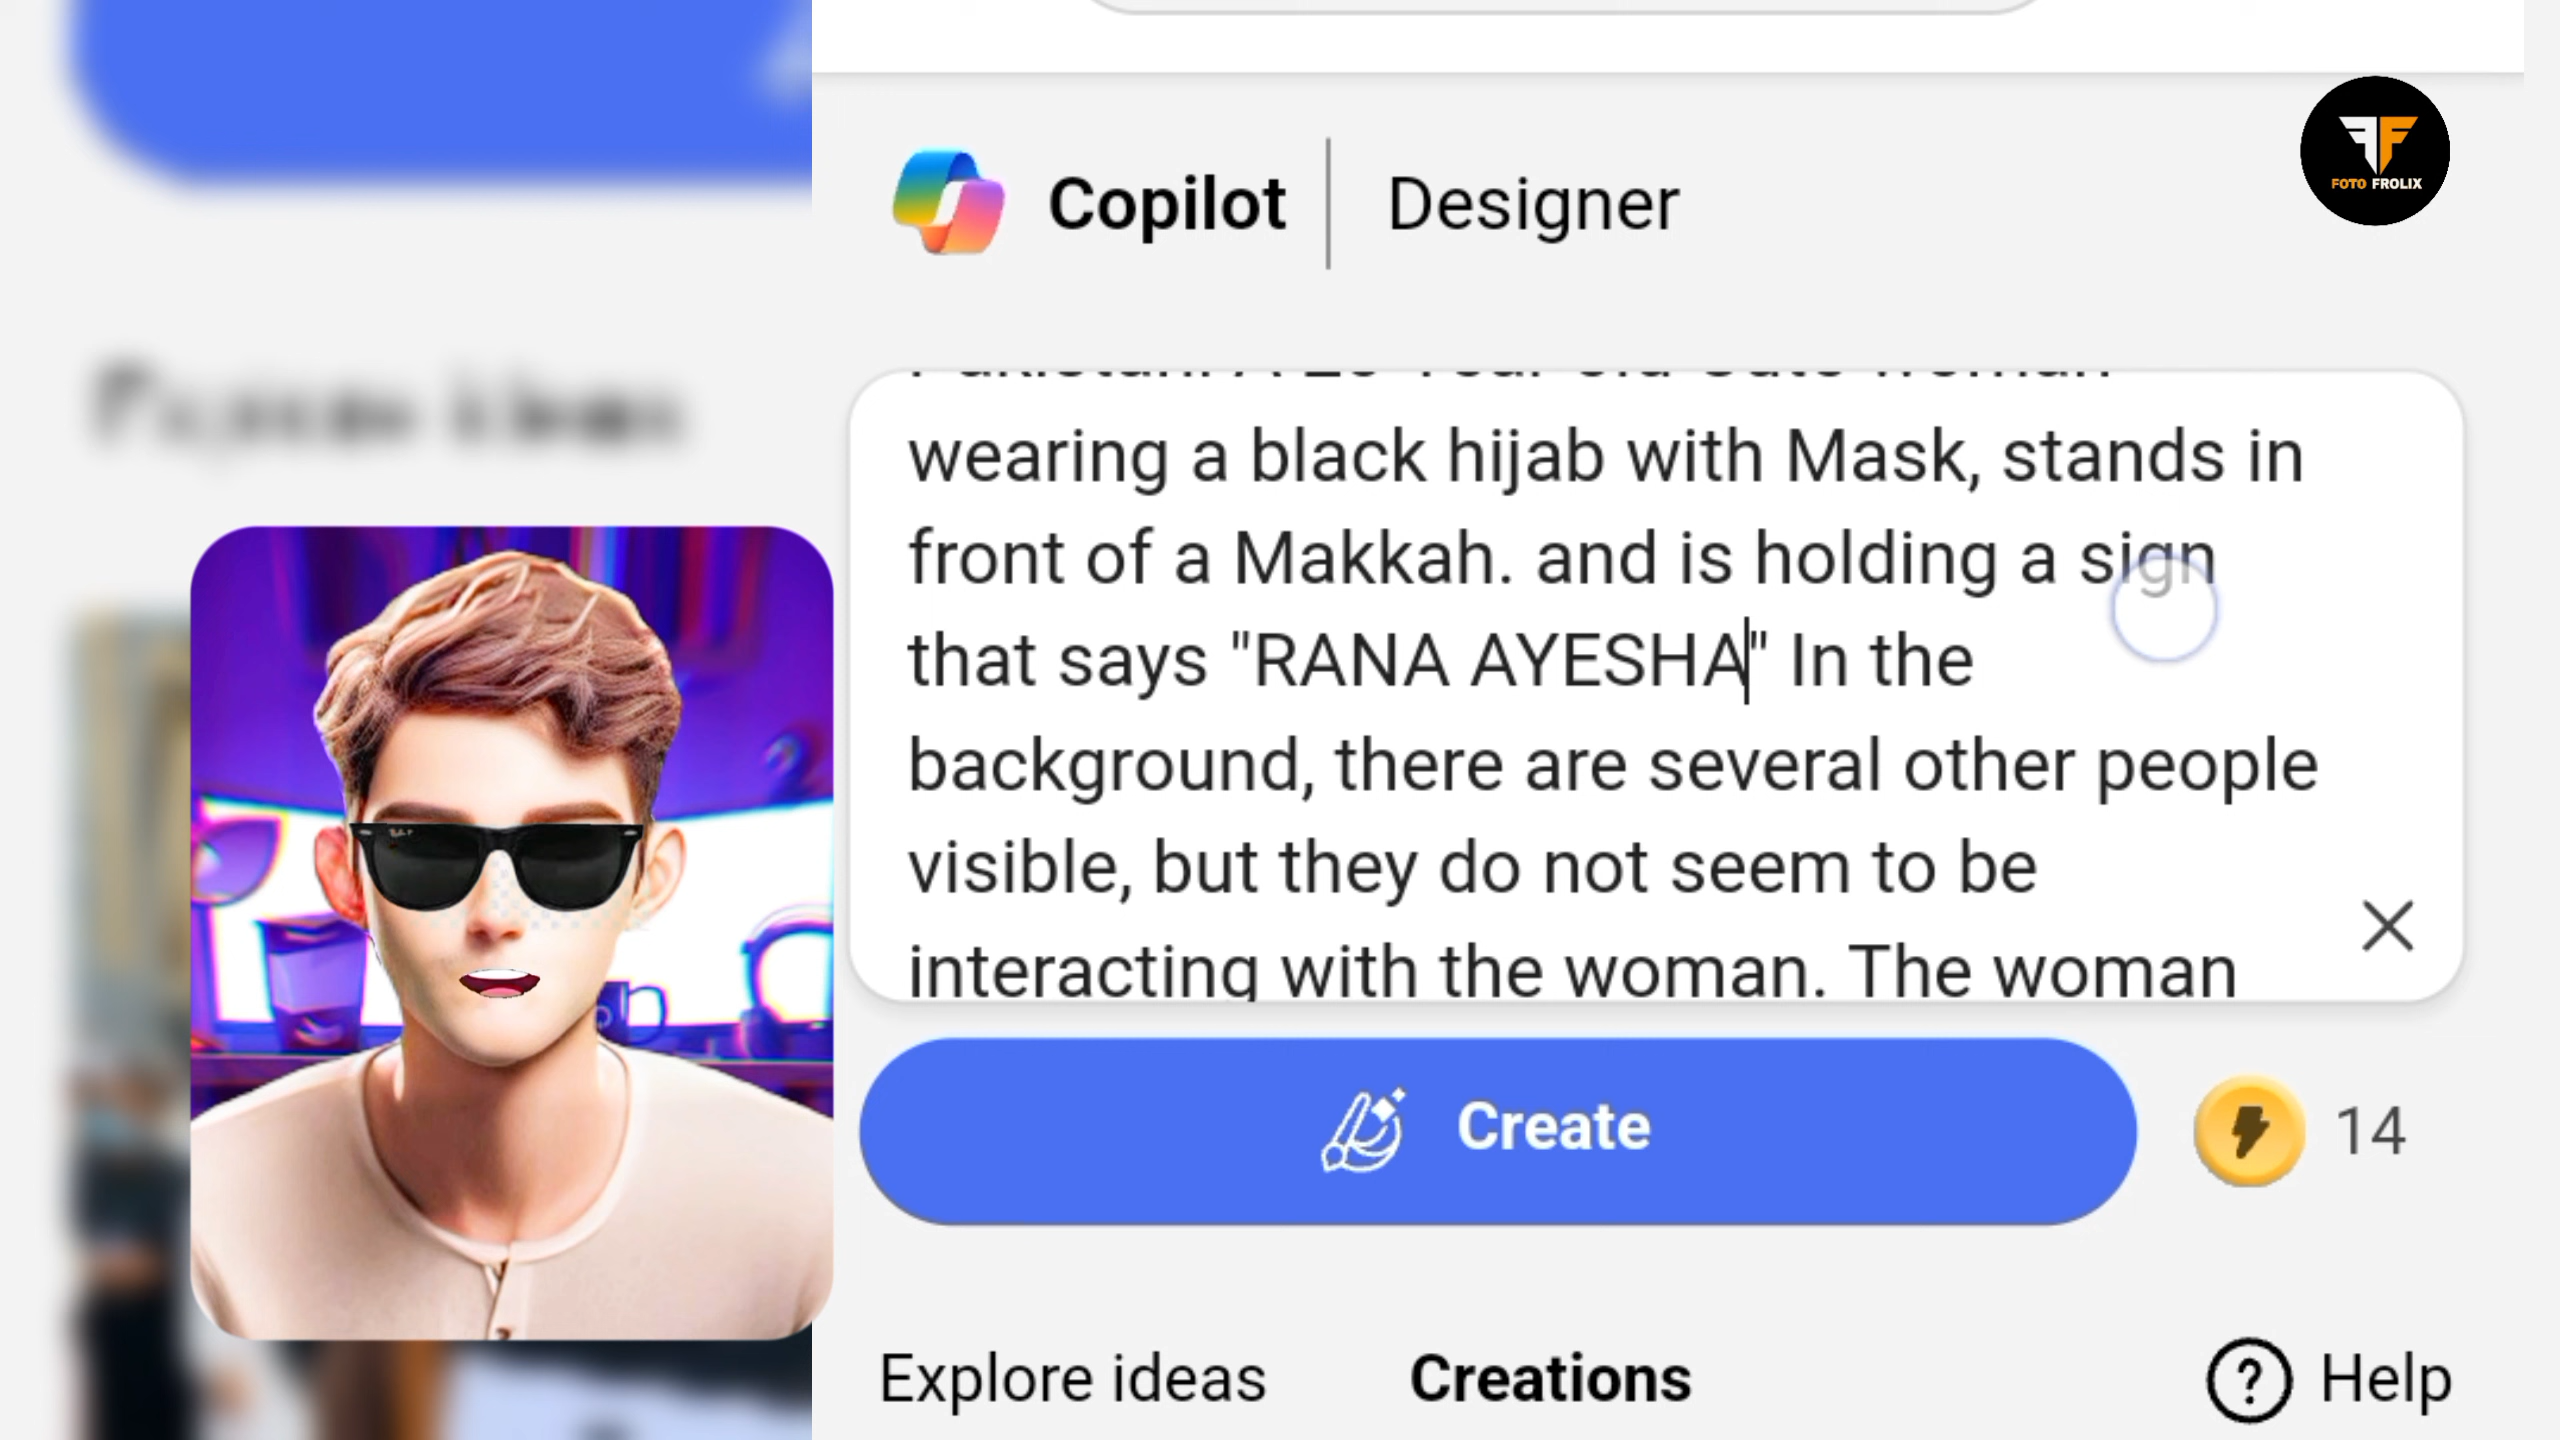 Copilot | Designer
FOTO FROLIX
wearing a black hijab with Mask, stands in
front of a Makkah. and is holding a sign
that says "RANA AYESHA" In the
background, there are several other people
visible, but they do not seem to be
interacting with the woman. The woman
Create
14
Explore ideas
Creations
Help